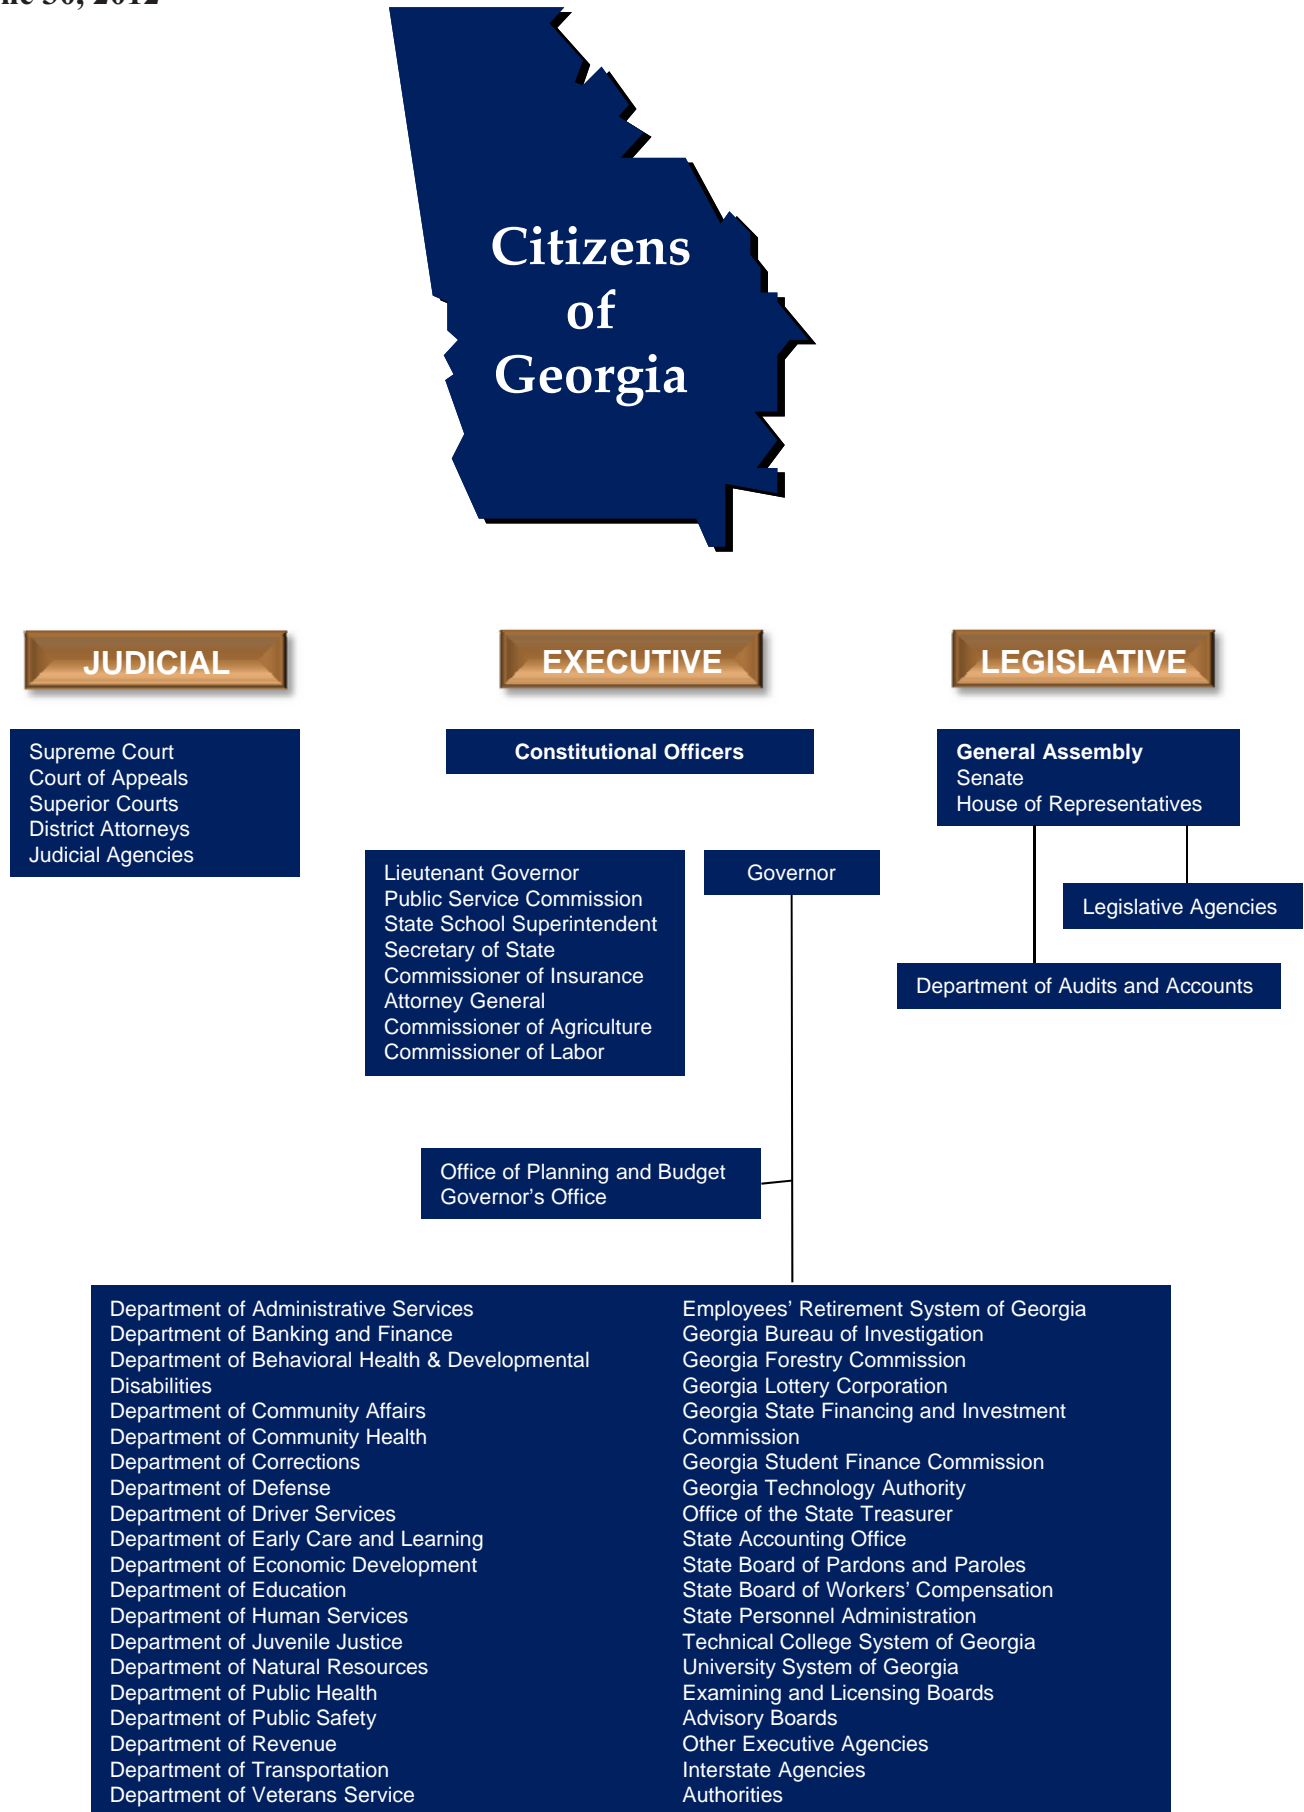 30, 2012
Citizens
of
Georgia
JUDICIAL
EXECUTIVE
LEGISLATIVE
Supreme Court
Court of Appeals
Superior Courts
District Attorneys
Judicial Agencies
Constitutional Officers
General Assembly
Senate
House of Representatives
Lieutenant Governor
Public Service Commission
State School Superintendent
Secretary of State
Commissioner of Insurance
Attorney General
Commissioner of Agriculture
Commissioner of Labor
Governor
Legislative Agencies
Department of Audits and Accounts
Office of Planning and Budget
Governor’s Office
Department of Administrative Services
Department of Banking and Finance
Department of Behavioral Health & Developmental
Disabilities
Department of Community Affairs
Department of Community Health
Department of Corrections
Department of Defense
Department of Driver Services
Department of Early Care and Learning
Department of Economic Development
Department of Education
Department of Human Services
Department of Juvenile Justice
Department of Natural Resources
Department of Public Health
Department of Public Safety
Department of Revenue
Department of Transportation
Department of Veterans Service
Employees’ Retirement System of Georgia
Georgia Bureau of Investigation
Georgia Forestry Commission
Georgia Lottery Corporation
Georgia State Financing and Investment
Commission
Georgia Student Finance Commission
Georgia Technology Authority
Office of the State Treasurer
State Accounting Office
State Board of Pardons and Paroles
State Board of Workers’ Compensation
State Personnel Administration
Technical College System of Georgia
University System of Georgia
Examining and Licensing Boards
Advisory Boards
Other Executive Agencies
Interstate Agencies
Authorities